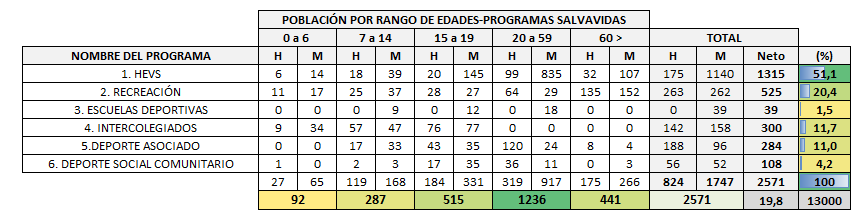 POBLACIÓN POR RANGO DE EDADES-PROGRAMAS SALVAVIDAS
0 a 6 7 a 14 15 a 19 20 a 59 60 > TOTAL
NOMBRE DEL PROGRAMA H M H M H M H M H M H M Neto (%)
1. HEVS 6 14 18 39 20 145 99 835 32 107 175 1140 1315 51,1
2. RECREACIÓN 11 17 25 37 28 27 64 29 135 152 263 262 525 20,4
3. ESCUELAS DEPORTIVAS 0 0 0 9 0 12 0 18 0 0 0 39 39 1,5
4. INTERCOLEGIADOS 9 34 57 47 76 77 0 0 0 0 142 158 300 11,7
5.DEPORTE ASOCIADO 0 0 17 33 43 35 120 24 8 4 188 96 284 11,0
6. DEPORTE SOCIAL COMUNITARIO 1 0 2 3 17 35 36 11 0 3 56 52 108 4,2
27 65 119 168 184 331 319 917 175 266 824 1747 2571 100
92 287 515 1236 441 2571 19,8 13000